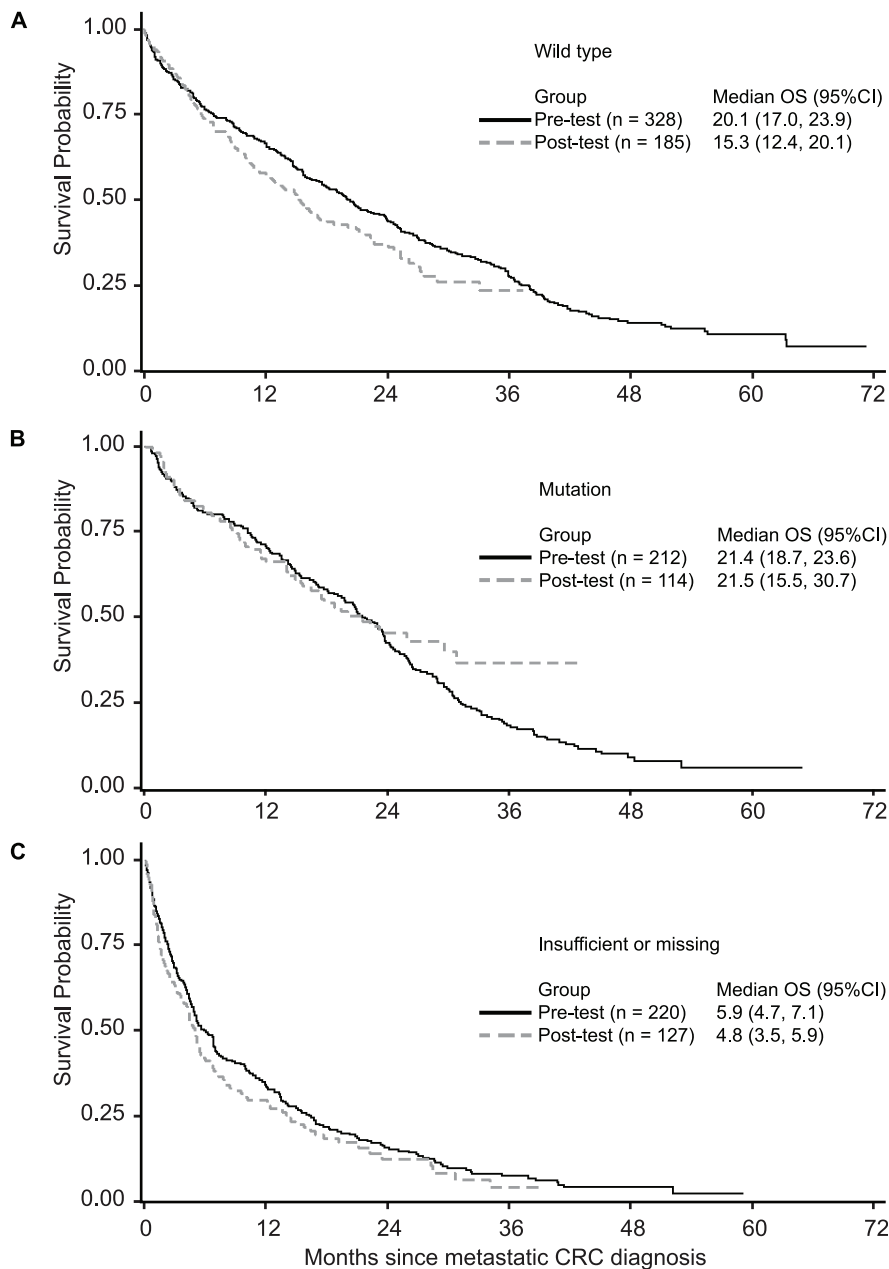 A
1.00
Wild type
0.75
Group Median OS (95%CI)
Pre-test (n = 328) 20.1 (17.0, 23.9)
Post-test (n = 185) 15.3 (12.4, 20.1)
Survival Probability
0.50
0.25
0.00
0 12 24 36 48 60 72
B
1.00
Mutation
0.75
Group Median OS (95%CI)
Pre-test (n = 212) 21.4 (18.7, 23.6)
Post-test (n = 114) 21.5 (15.5, 30.7)
Survival Probability
0.50
0.25
0.00
0 12 24 36 48 60 72
C
1.00
Insufficient or missing
0.75
Group Median OS (95%CI)
Pre-test (n = 220) 5.9 (4.7, 7.1)
Post-test (n = 127) 4.8 (3.5, 5.9)
Survival Probability
0.50
0.25
0.00
0 12 24 36 48 60 72
Months since metastatic CRC diagnosis